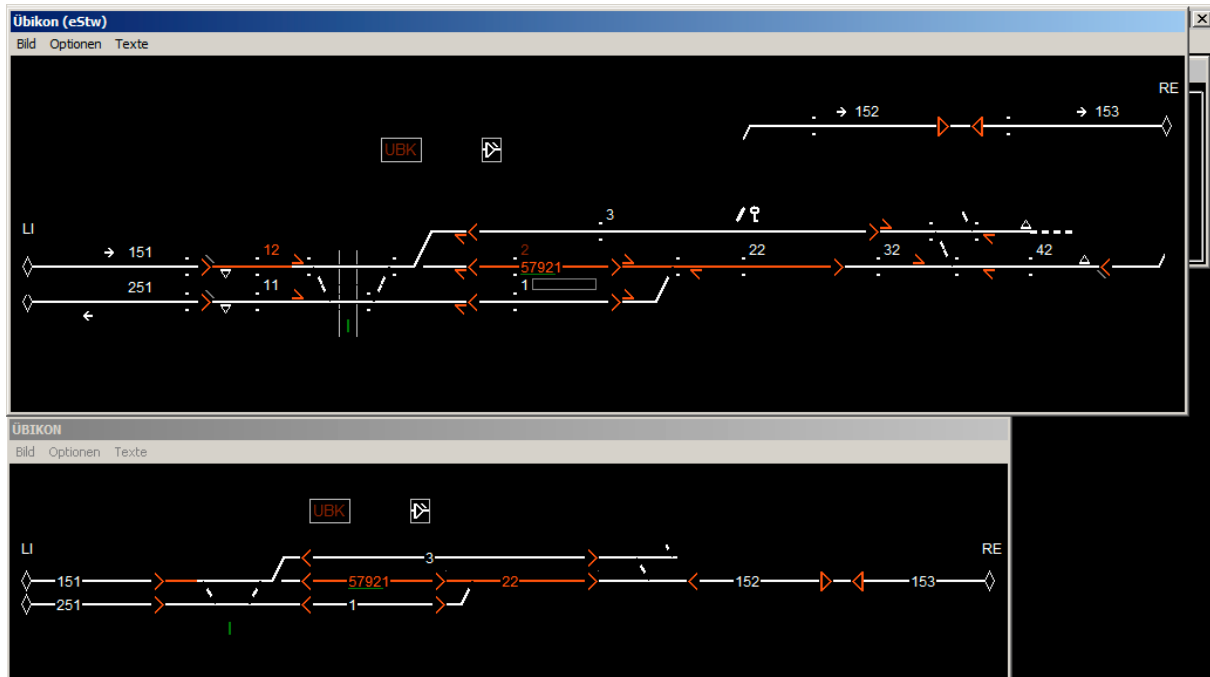 Übikon (eStw)
Bild Optionen Texte
RE
152 153
UBK
3
LI
151 12 2 22 32 42
57921
251 11 1
ÜBIKON
Bild Optionen Texte
UBK
LI RE
3
151 57921 22 152 153
251 1